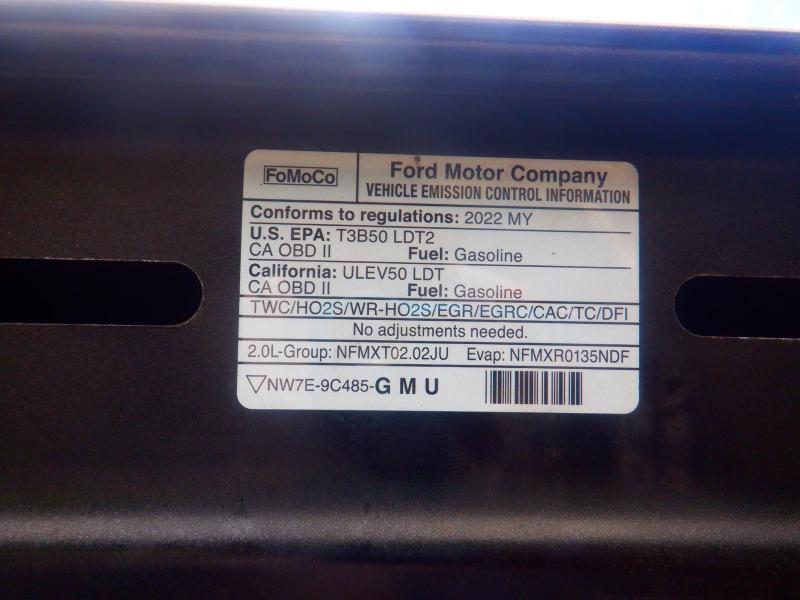 FoMoCo
Ford Motor Company
VEHICLE EMISSION CONTROL INFORMATION
Conforms to regulations: 2022 MY
U.S. EPA: T3B50 LDT2
CA OBD II Fuel: Gasoline
California: ULEV50 LDT
CA OBD II Fuel: Gasoline
TWC/HO2S/WR-HO2S/EGR/EGRC/CAC/TC/DFI
No adjustments needed.
2.0L-Group: NFMXT02.02JU Evap: NFMXR0135NDF
NW7E-9C485-G M U